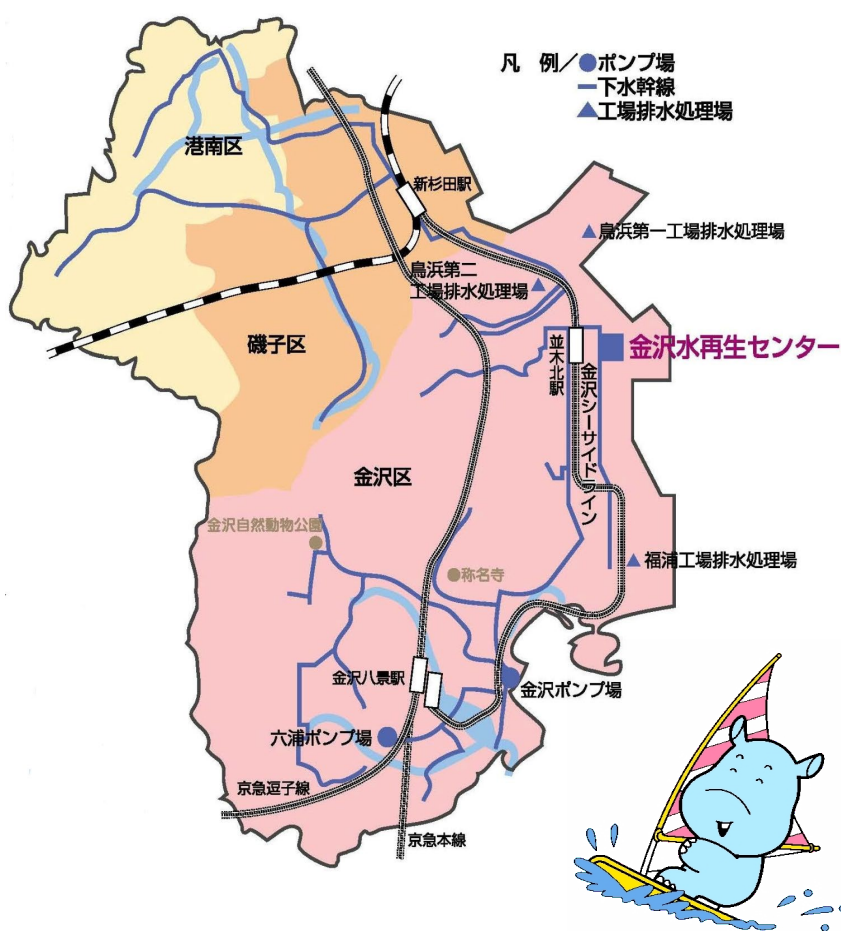 凡 例／●ポンプ場
━下水幹線
▲工場排水処理場
港南区
新杉田駅
鳥浜第一工場排水処理場
鳥浜第二
工場排水処理場
磯子区
並木北駅
金沢水再生センター
金沢シーサイドライン
金沢区
金沢自然動物公園
称名寺
福浦工場排水処理場
金沢八景駅
金沢ポンプ場
六浦ポンプ場
京急逗子線
京急本線